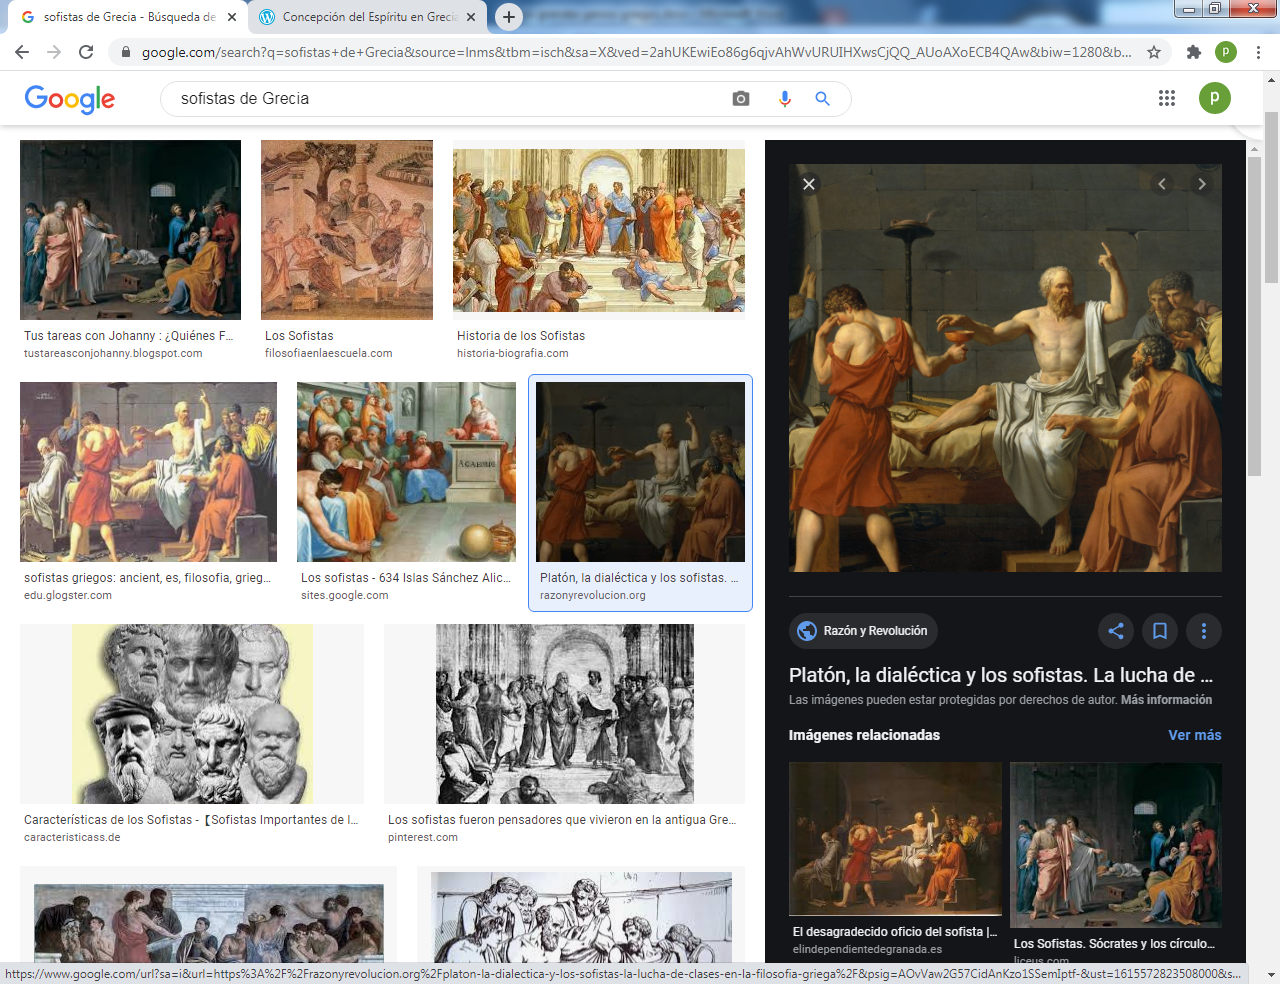 sofistas de Grecia - Búsqueda de
Concepción del Espíritu en Grecia
google.com/search?q=sofistas+de+Grecia&source=lnms&tbm=isch&sa=X&ved=2ahUKEwiEo86g6qjvAhWvURUIHXwsCjQQ_AUoAXoECB4QAw&biw=1280&b...
p
Google
sofistas de Grecia
p
Tus tareas con Johanny : ¿Quiénes F...
tustareasconjohanny.blogspot.com
Los Sofistas
filosofiaenlaescuela.com
Historia de los Sofistas
historia-biografia.com
sofistas griegos: ancient, es, filosofia, grieg...
edu.glogster.com
Los sofistas - 634 Islas Sánchez Alic...
sites.google.com
Platón, la dialéctica y los sofistas. ...
razonyrevolucion.org
Características de los Sofistas -【Sofistas Importantes de l...
caracteristicass.de
Los sofistas fueron pensadores que vivieron en la antigua Gre...
pinterest.com
Razón y Revolución
Platón, la dialéctica y los sofistas. La lucha de ...
Las imágenes pueden estar protegidas por derechos de autor. Más información
Imágenes relacionadas
Ver más
El desagradecido oficio del sofista |...
elindependientedegranada.es
Los Sofistas. Sócrates y los círculo...
liceus.com
https://www.google.com/url?sa=i&url=https%3A%2F%2Frazonyrevolucion.org%2Fplaton-la-dialectica-y-los-sofistas-la-lucha-de-clases-en-la-filosofia-griega%2F&psig=AOvVaw2G57CidAnKzo1SSemIptf-&ust=1615572823508000&s...